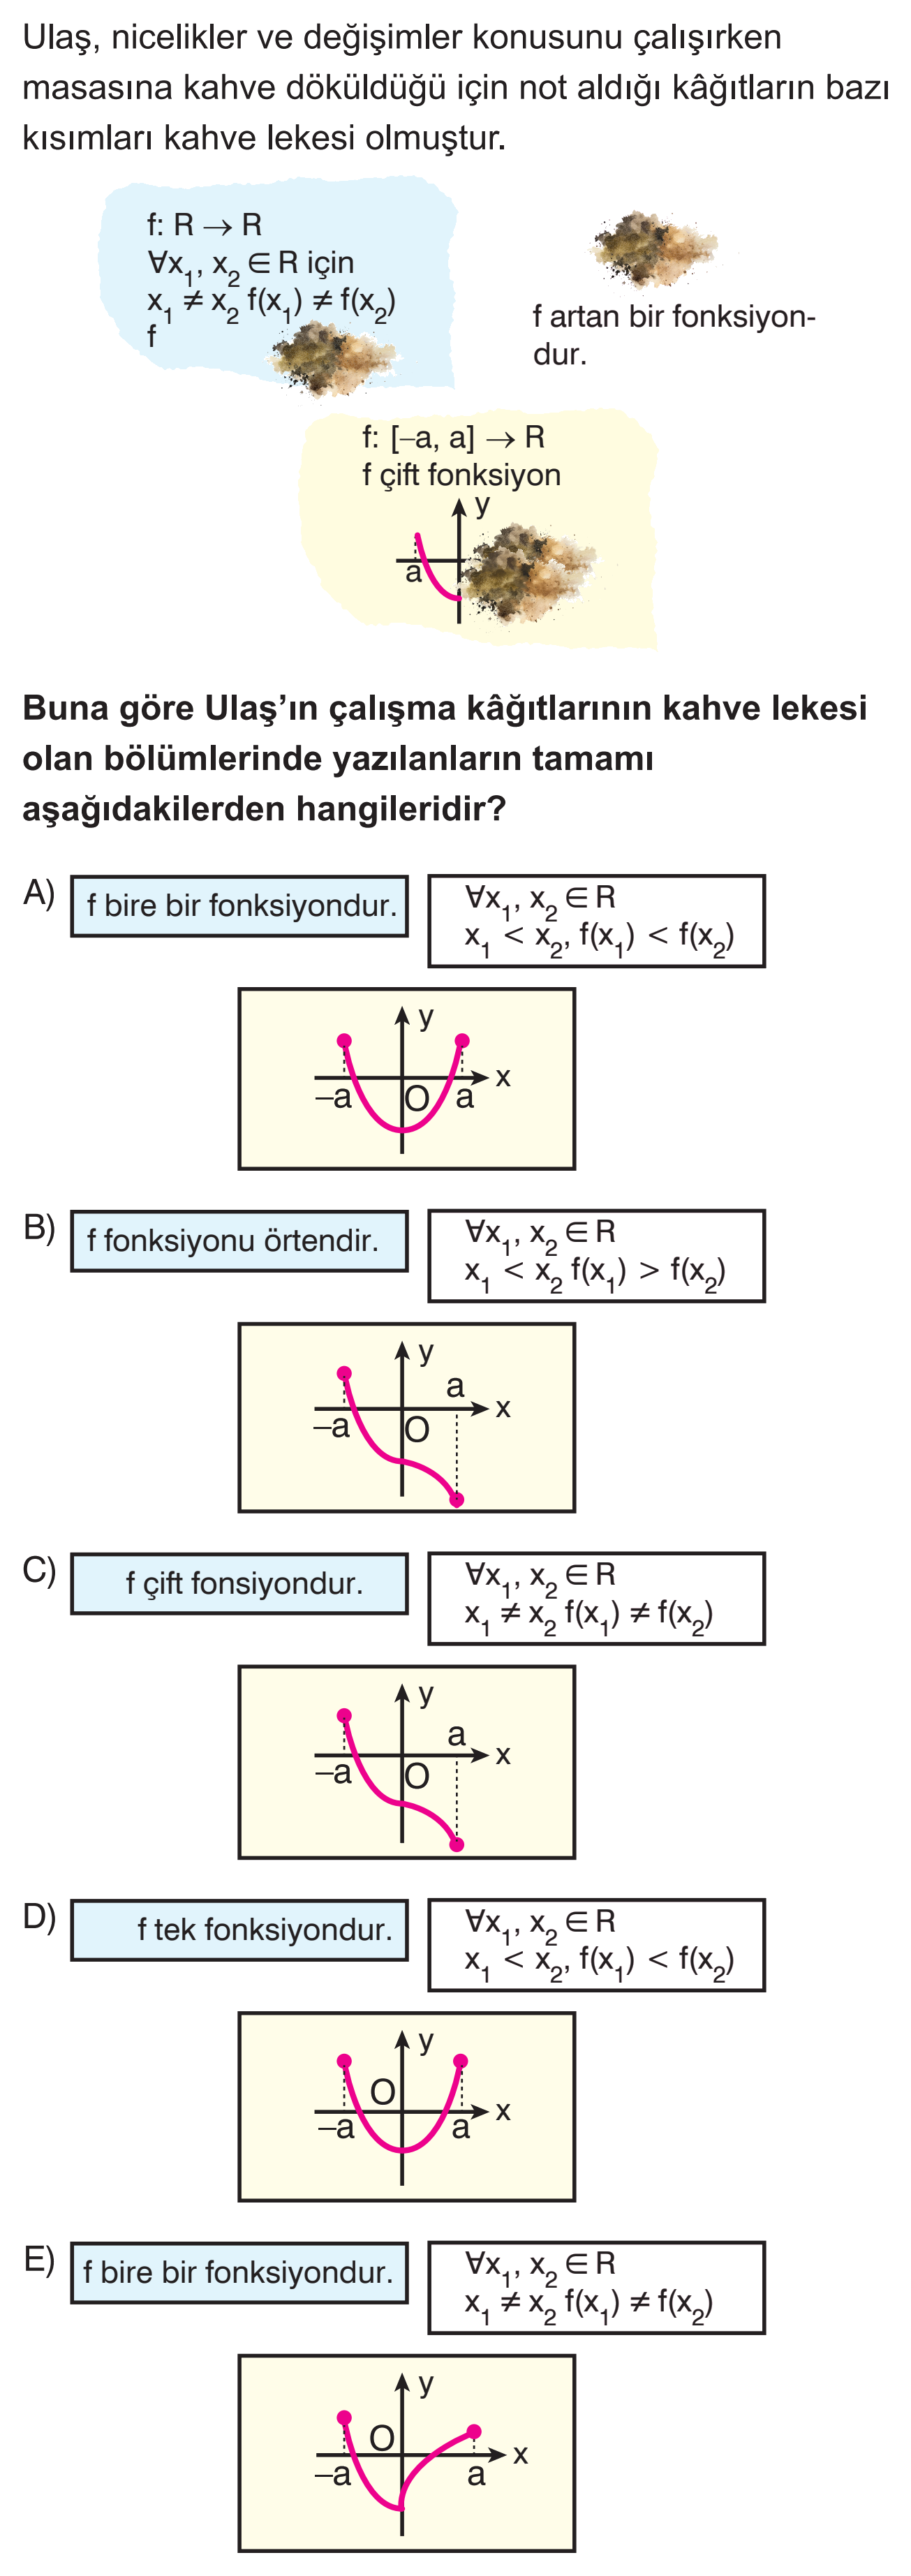 Ulaş, nicelikler ve değişimler konusunu çalışırken
masasına kahve döküldüğü için not aldığı kâğıtların bazı
kısımları kahve lekesi olmuştur.
f: R → R
∀x₁, x₂ ∈ R için
x₁ ≠ x₂ f(x₁) ≠ f(x₂)
f
f artan bir fonksiyon-
dur.
f: [–a, a] → R
f çift fonksiyon
y
a
Buna göre Ulaş’ın çalışma kâğıtlarının kahve lekesi
olan bölümlerinde yazılanların tamamı
aşağıdakilerden hangileridir?
A) f bire bir fonksiyondur.
∀x₁, x₂ ∈ R
x₁ < x₂, f(x₁) < f(x₂)
y
x
–a O a
B) f fonksiyonu örtendir.
∀x₁, x₂ ∈ R
x₁ < x₂ f(x₁) > f(x₂)
y
a
x
–a O
C) f çift fonsiyondur.
∀x₁, x₂ ∈ R
x₁ ≠ x₂ f(x₁) ≠ f(x₂)
y
a
x
–a O
D) f tek fonksiyondur.
∀x₁, x₂ ∈ R
x₁ < x₂, f(x₁) < f(x₂)
y
O
x
–a a
E) f bire bir fonksiyondur.
∀x₁, x₂ ∈ R
x₁ ≠ x₂ f(x₁) ≠ f(x₂)
y
O
x
–a a